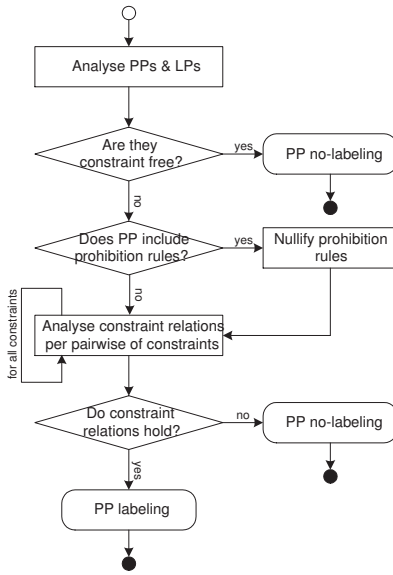 Analyse PPs & LPs
Are they
constraint free?
yes
PP no-labeling
no
Does PP include
prohibition rules?
yes
Nullify prohibition
rules
no
for all constraints
Analyse constraint relations
per pairwise of constraints
Do constraint
relations hold?
no
PP no-labeling
yes
PP labeling